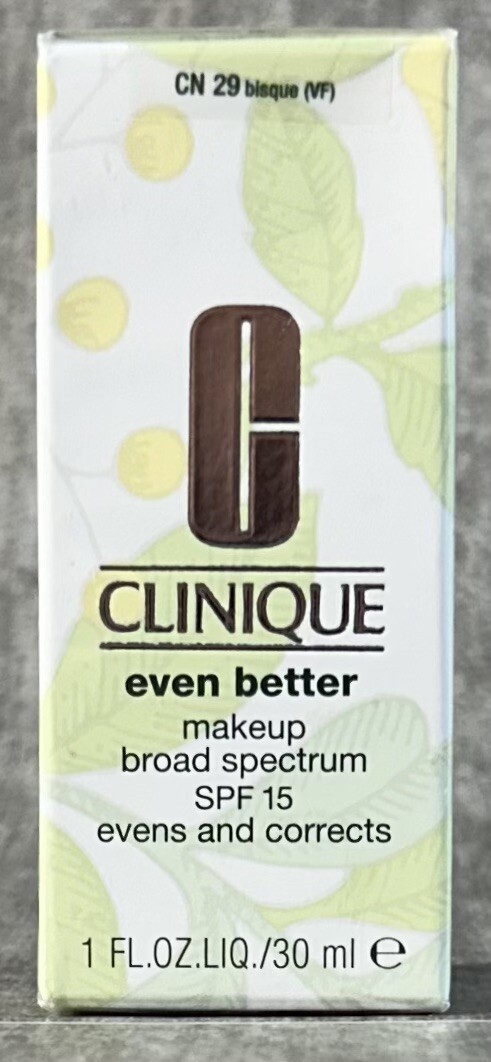 CN 29 bisque (VF)
C
CLINIQUE
even better
makeup
broad spectrum
SPF 15
evens and corrects
1 FL.OZ.LIQ./30 ml ℮